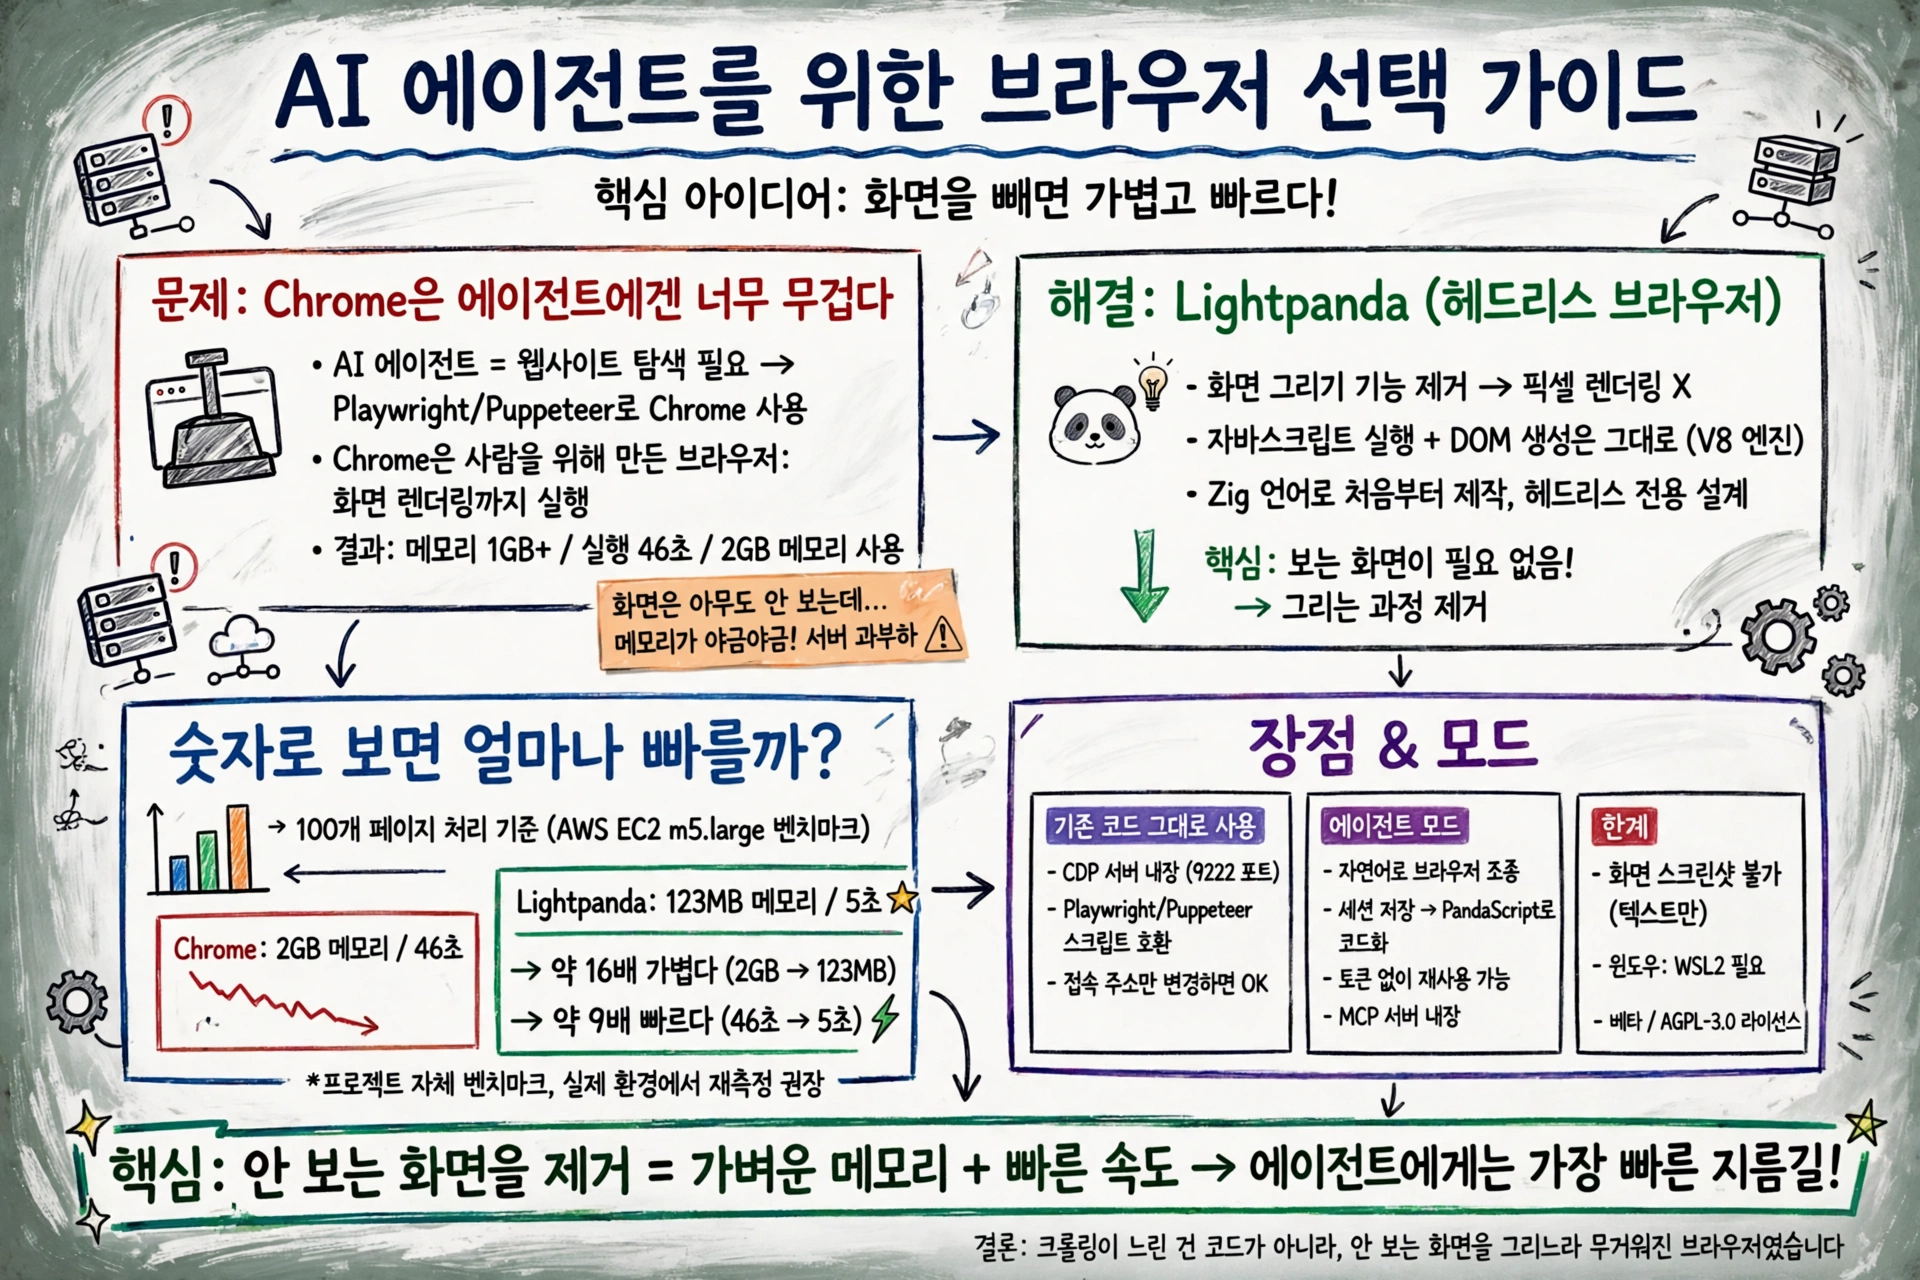 AI 에이전트를 위한 브라우저 선택 가이드
핵심 아이디어: 화면을 빼면 가볍고 빠르다!
문제: Chrome은 에이전트에겐 너무 무겁다
• AI 에이전트 = 웹사이트 탐색 필요 →
Playwright/Puppeteer로 Chrome 사용
• Chrome은 사람을 위해 만든 브라우저:
화면 렌더링까지 실행
• 결과: 메모리 1GB+ / 실행 46초 / 2GB 메모리 사용
화면은 아무도 안 보는데...
메모리가 야금야금! 서버 과부하
해결: Lightpanda (헤드리스 브라우저)
- 화면 그리기 기능 제거 → 픽셀 렌더링 X
- 자바스크립트 실행 + DOM 생성은 그대로 (V8 엔진)
- Zig 언어로 처음부터 제작, 헤드리스 전용 설계
핵심: 보는 화면이 필요 없음!
→ 그리는 과정 제거
숫자로 보면 얼마나 빠를까?
→ 100개 페이지 처리 기준 (AWS EC2 m5.large 벤치마크)
Chrome: 2GB 메모리 / 46초
Lightpanda: 123MB 메모리 / 5초
→ 약 16배 가볍다 (2GB → 123MB)
→ 약 9배 빠르다 (46초 → 5초)
*프로젝트 자체 벤치마크, 실제 환경에서 재측정 권장
장점 & 모드
기존 코드 그대로 사용
- CDP 서버 내장 (9222 포트)
- Playwright/Puppeteer
스크립트 호환
- 접속 주소만 변경하면 OK
에이전트 모드
- 자연어로 브라우저 조종
- 세션 저장 → PandaScript로
코드화
- 토큰 없이 재사용 가능
- MCP 서버 내장
한계
- 화면 스크린샷 불가
(텍스트만)
- 윈도우: WSL2 필요
- 베타 / AGPL-3.0 라이선스
핵심: 안 보는 화면을 제거 = 가벼운 메모리 + 빠른 속도 → 에이전트에게는 가장 빠른 지름길!
결론: 크롤링이 느린 건 코드가 아니라, 안 보는 화면을 그리느라 무거워진 브라우저였습니다